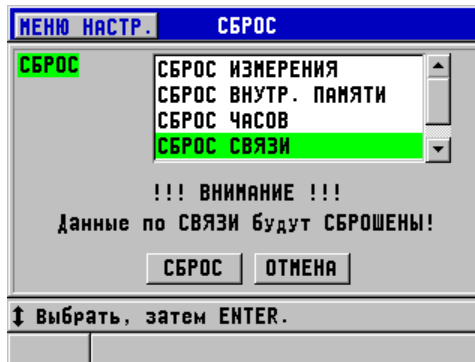 МЕНЮ НАСТР. СБРОС
СБРОС
СБРОС ИЗМЕРЕНИЯ
СБРОС ВНУТР. ПАМЯТИ
СБРОС ЧАСОВ
СБРОС СВЯЗИ
!!! ВНИМАНИЕ !!!
Данные по СВЯЗИ будут СБРОШЕНЫ!
СБРОС ОТМЕНА
Выбрать, затем ENTER.